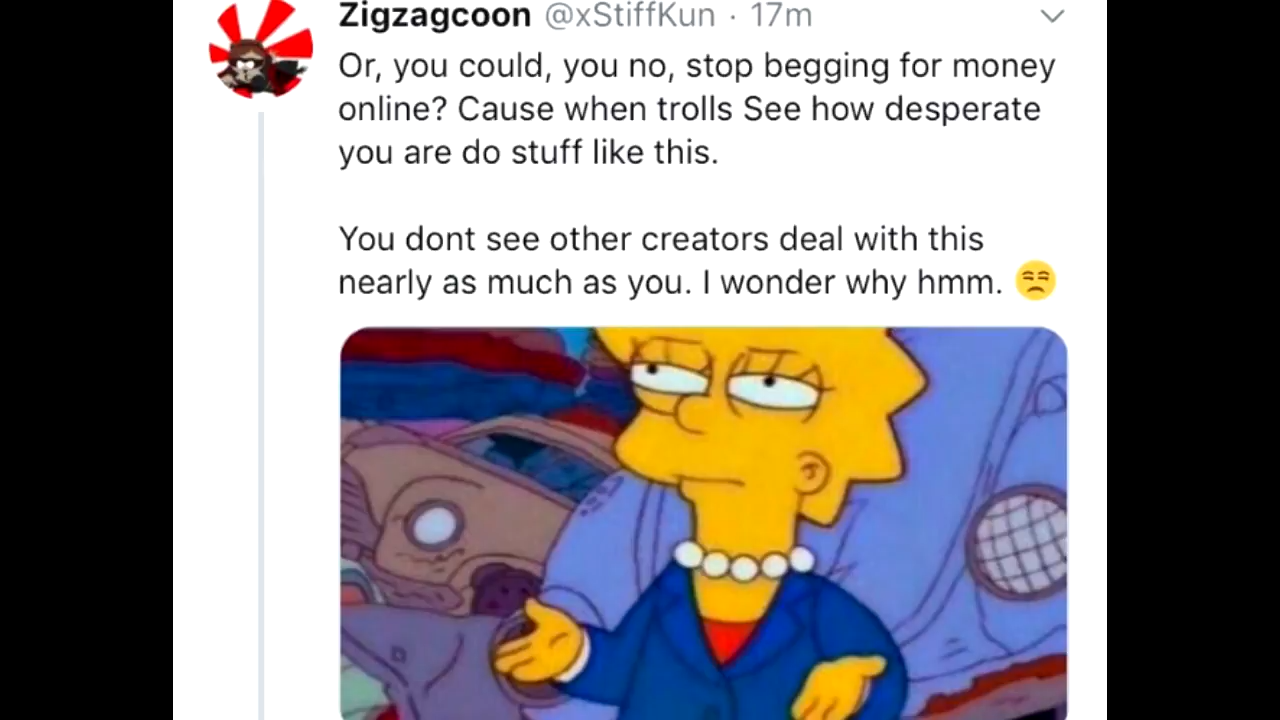 Zigzagcoon @xStiffKun · 17m
Or, you could, you no, stop begging for money
online? Cause when trolls See how desperate
you are do stuff like this.
You dont see other creators deal with this
nearly as much as you. I wonder why hmm. 😒